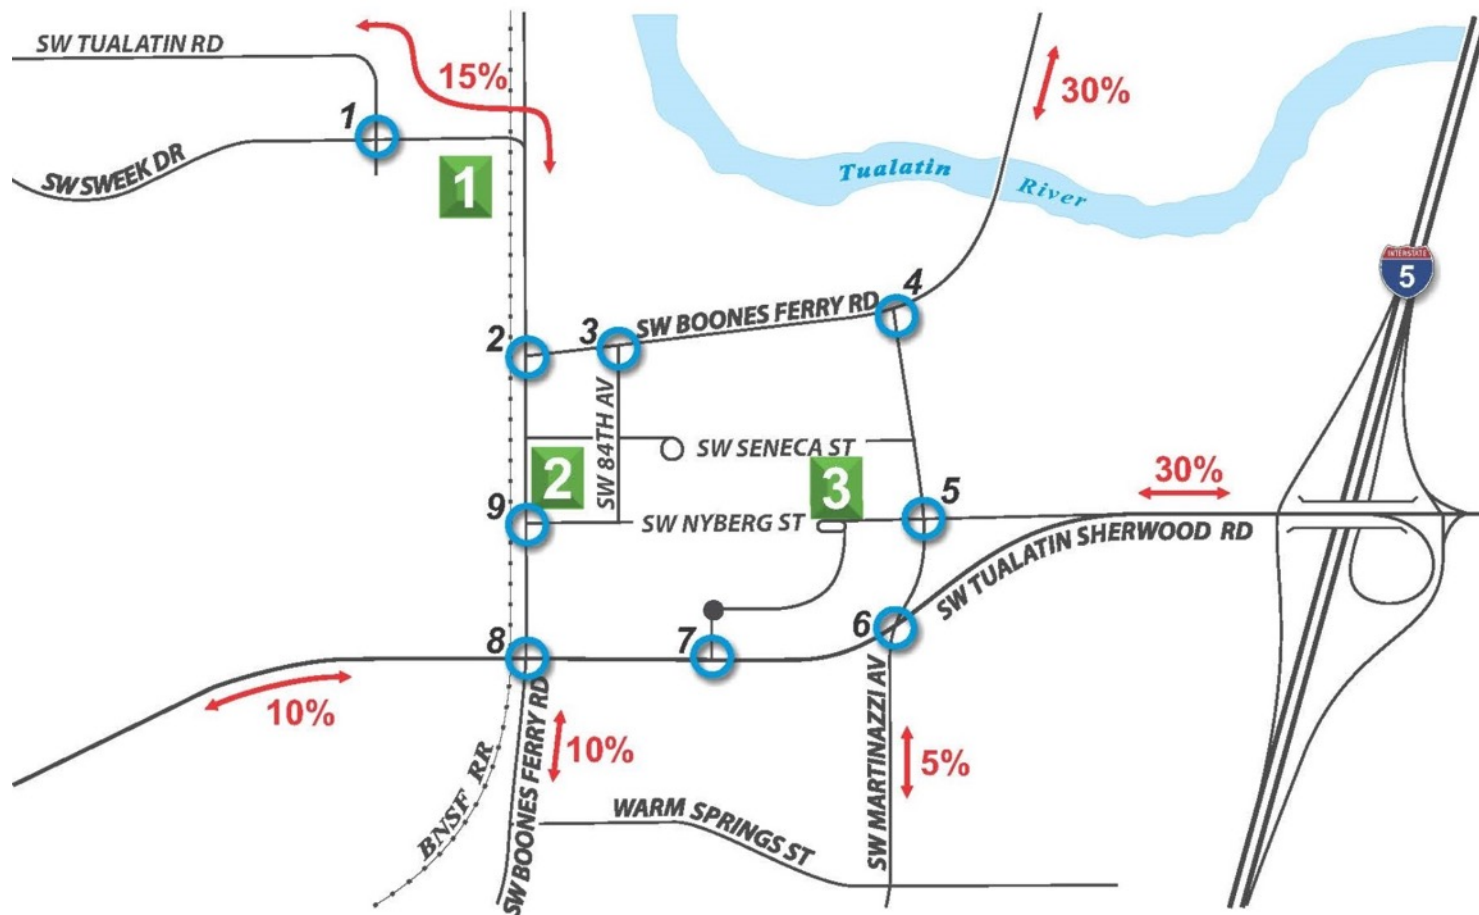 SW TUALATIN RD
15%
30%
1
SW SWEEK DR
1
Tualatin
River
INTERSTATE
5
4
2
3
SW BOONES FERRY RD
SW 84TH AV
SW SENECA ST
2
3
30%
9
SW NYBERG ST
5
SW TUALATIN SHERWOOD RD
8
7
6
10%
BNSF RR
SW BOONES FERRY RD
10%
SW MARTINAZZI AV
5%
WARM SPRINGS ST